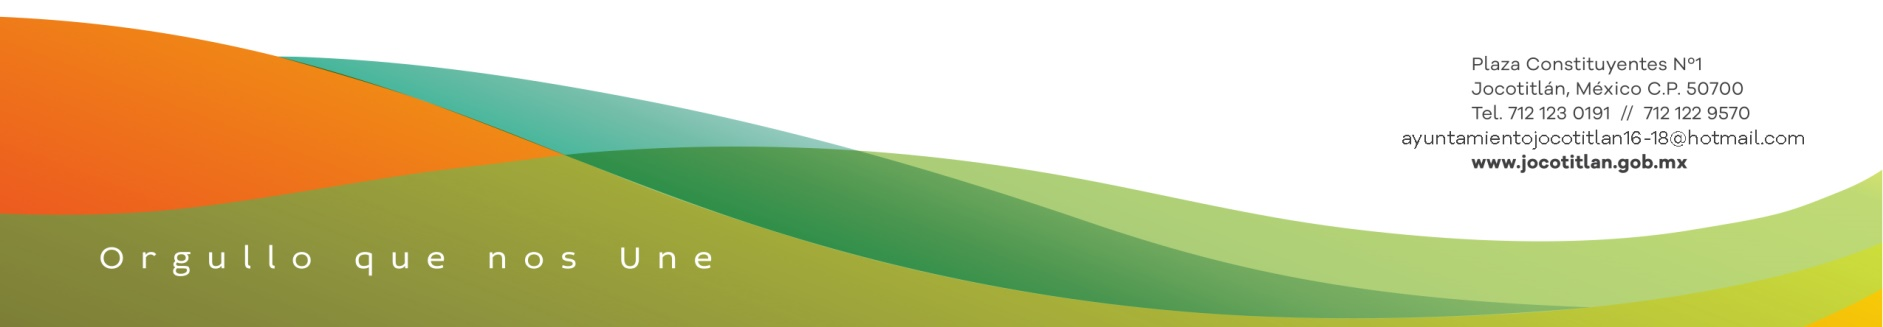 Plaza Constituyentes Nº1
Jocotitlán, México C.P. 50700
Tel. 712 123 0191 // 712 122 9570
ayuntamientojocotitlan16-18@hotmail.com
www.jocotitlan.gob.mx
Orgullo que nos Une